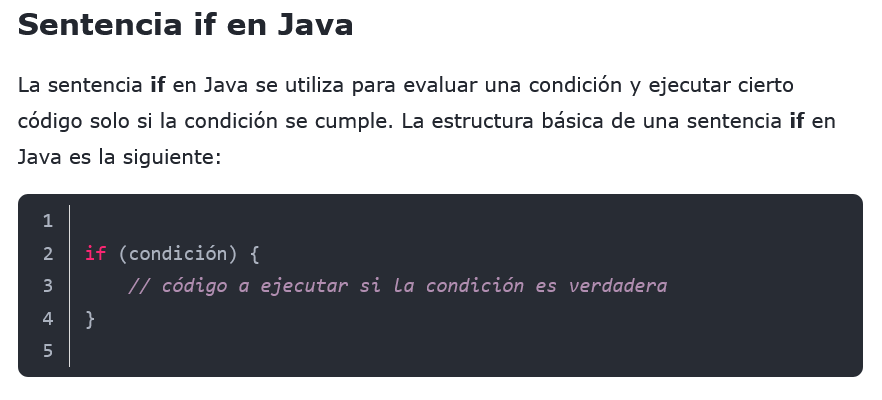 Sentencia if en Java
La sentencia if en Java se utiliza para evaluar una condición y ejecutar cierto
código solo si la condición se cumple. La estructura básica de una sentencia if en
Java es la siguiente:
1
2 if (condición) {
3     // código a ejecutar si la condición es verdadera
4 }
5